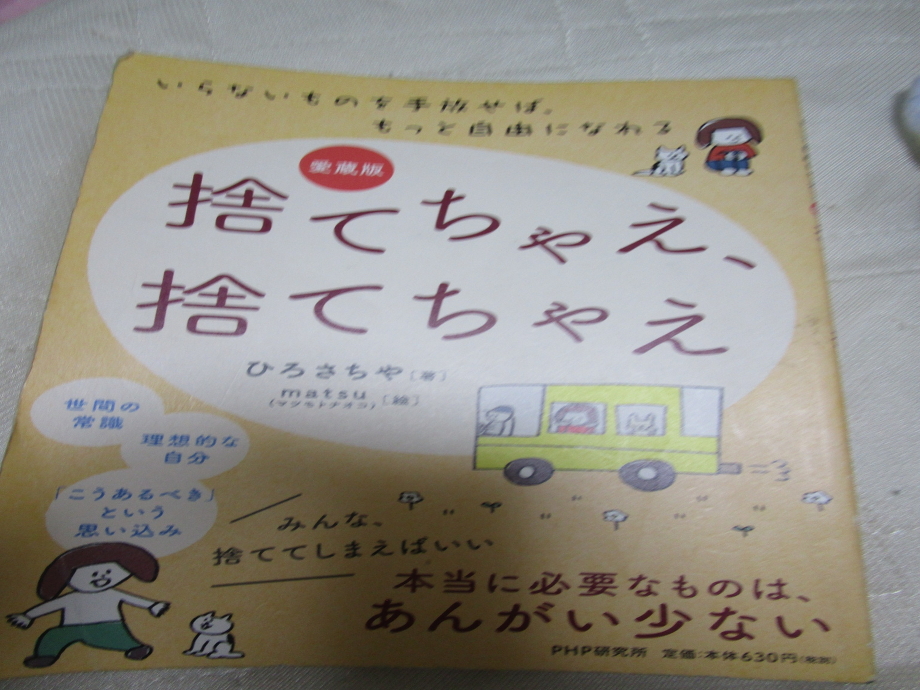 いらないものを手放せば、
もっと自由になれる
愛蔵版
捨てちゃえ、
捨てちゃえ
ひろさちや[著]
matsu[絵]
(マツモトナオコ)
世間の
常識
理想的な
自分
「こうあるべき」
という
思い込み
みんな、
捨ててしまえばいい
本当に必要なものは、
あんがい少ない
PHP研究所 定価:本体630円(税別)